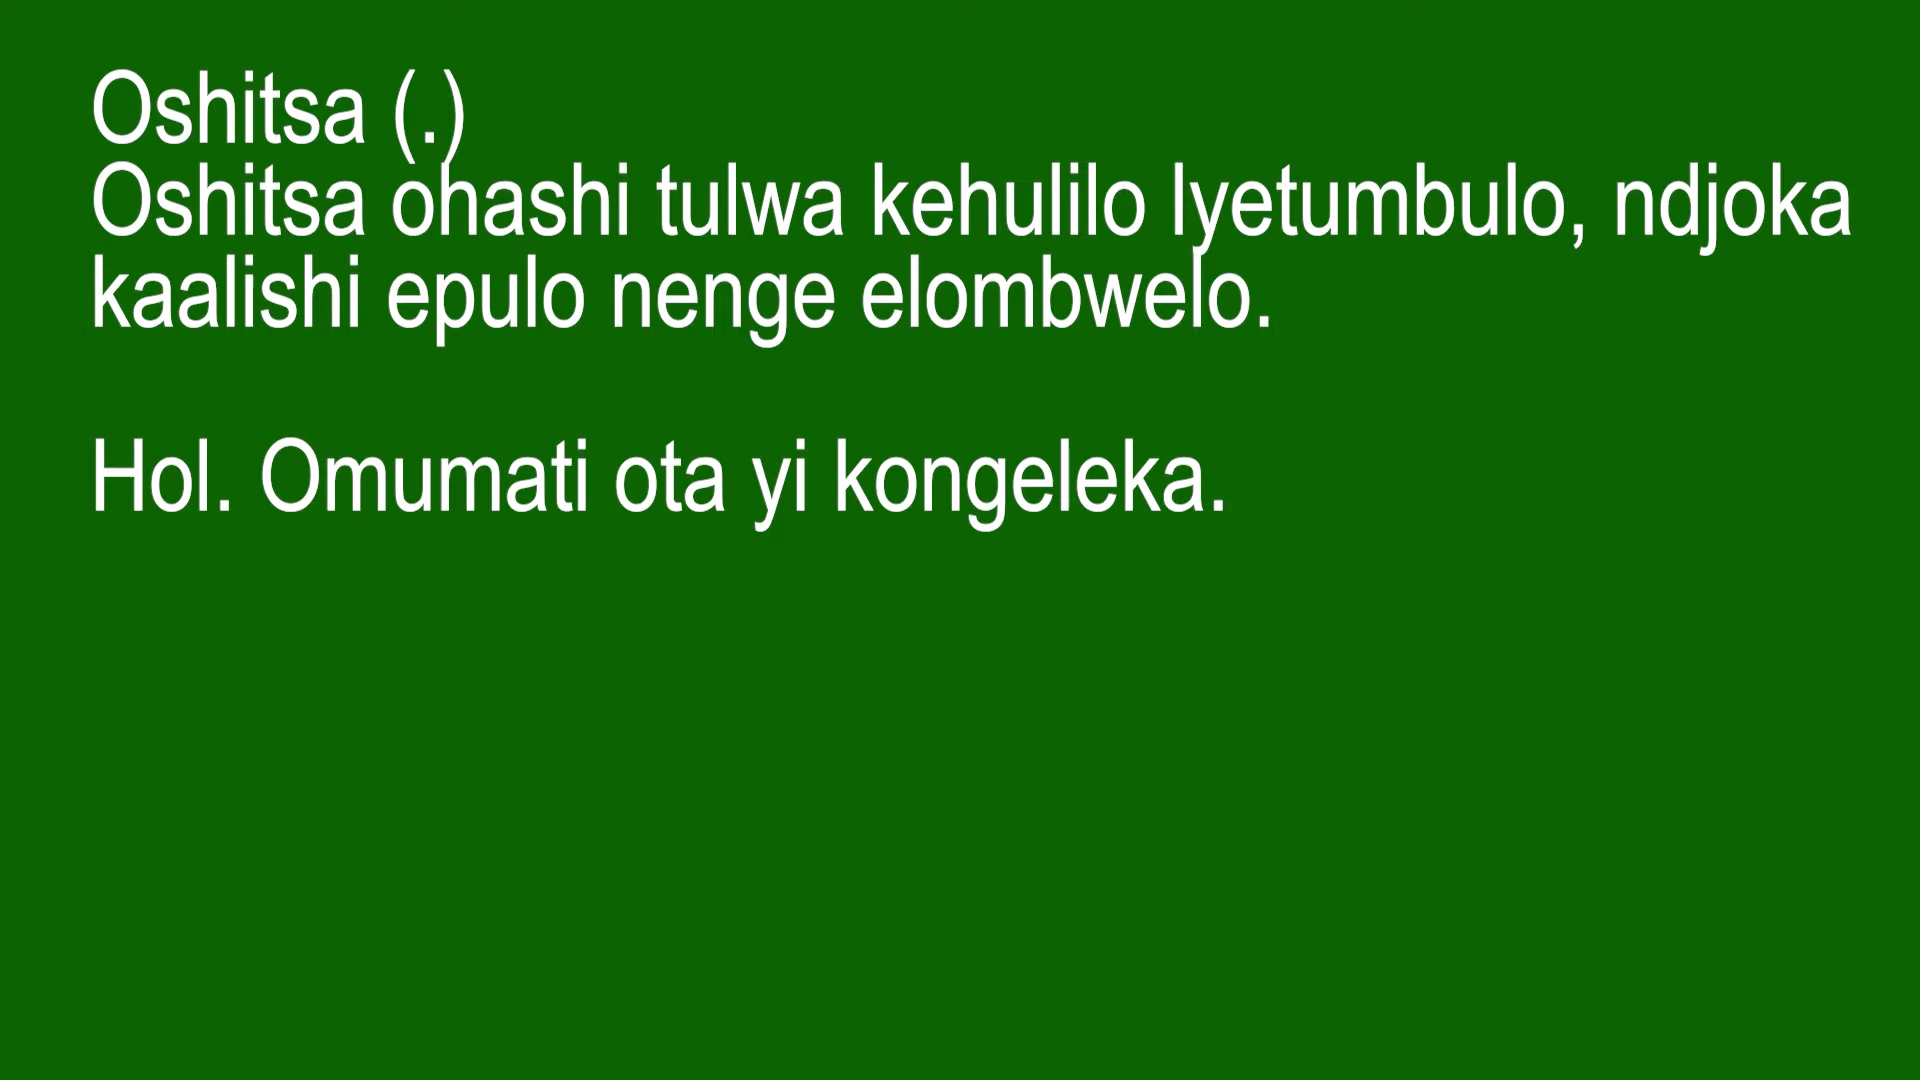 Oshitsa (.)
Oshitsa ohashi tulwa kehulilo lyetumbulo, ndjoka
kaalishi epulo nenge elombwelo.
Hol. Omumati ota yi kongeleka.